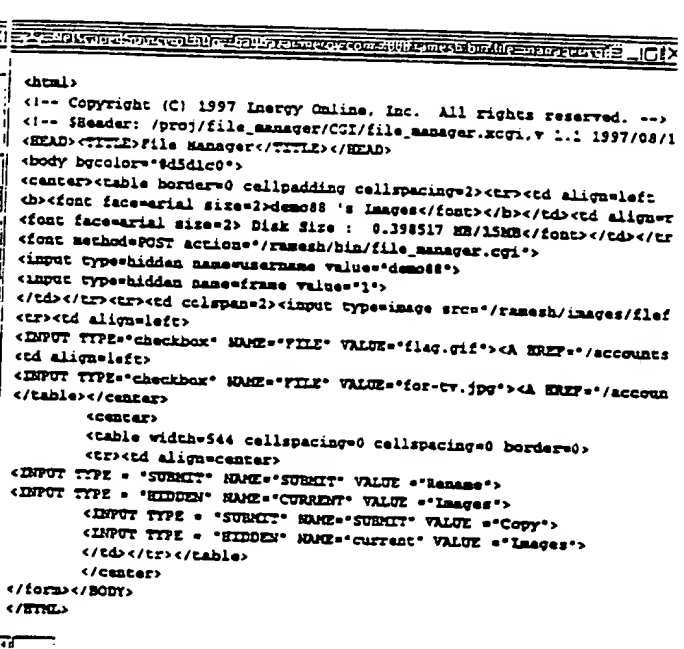 <html>
<!-- Copyright (C) 1997 Inergy Online, Inc. All rights reserved. -->
<!-- $Header: /proj/file_manager/CGI/file_manager.xcgi,v 1.1 1997/08/1
<HEAD><TITLE>File Manager</TITLE></HEAD>
<body bgcolor="#d5d1c0">
<center><table border=0 cellpadding cellspacing=2><tr><td align=left
<b><font face=arial size=2>demo88 's Images</font></b></td><td align=r
<font face=arial size=2> Disk Size : 0.398517 MB/15MB</font></td></tr
<font method=POST action="/ramesh/bin/file_manager.cgi">
<input type=hidden name=username value="demo88">
<input type=hidden name=frame value="1">
</td></tr><tr><td colspan=2><input type=image src="/ramesh/images/flef
<tr><td align=left>
<INPUT TYPE="checkbox" NAME="FILE" VALUE="flag.gif"><A HREF="/accounts
<td align=left>
<INPUT TYPE="checkbox" NAME="FILE" VALUE="for-tv.jpg"><A HREF="/accoun
</table></center>
<center>
<table width=544 cellspacing=0 cellspacing=0 border=0>
<tr><td align=center>
<INPUT TYPE = "SUBMIT" NAME="SUBMIT" VALUE ="Rename">
<INPUT TYPE = "HIDDEN" NAME="CURRENT" VALUE ="Images">
<INPUT TYPE = "SUBMIT" NAME="SUBMIT" VALUE ="Copy">
<INPUT TYPE = "HIDDEN" NAME="current" VALUE ="Images">
</td></tr></table>
</center>
</form></BODY>
</HTML>